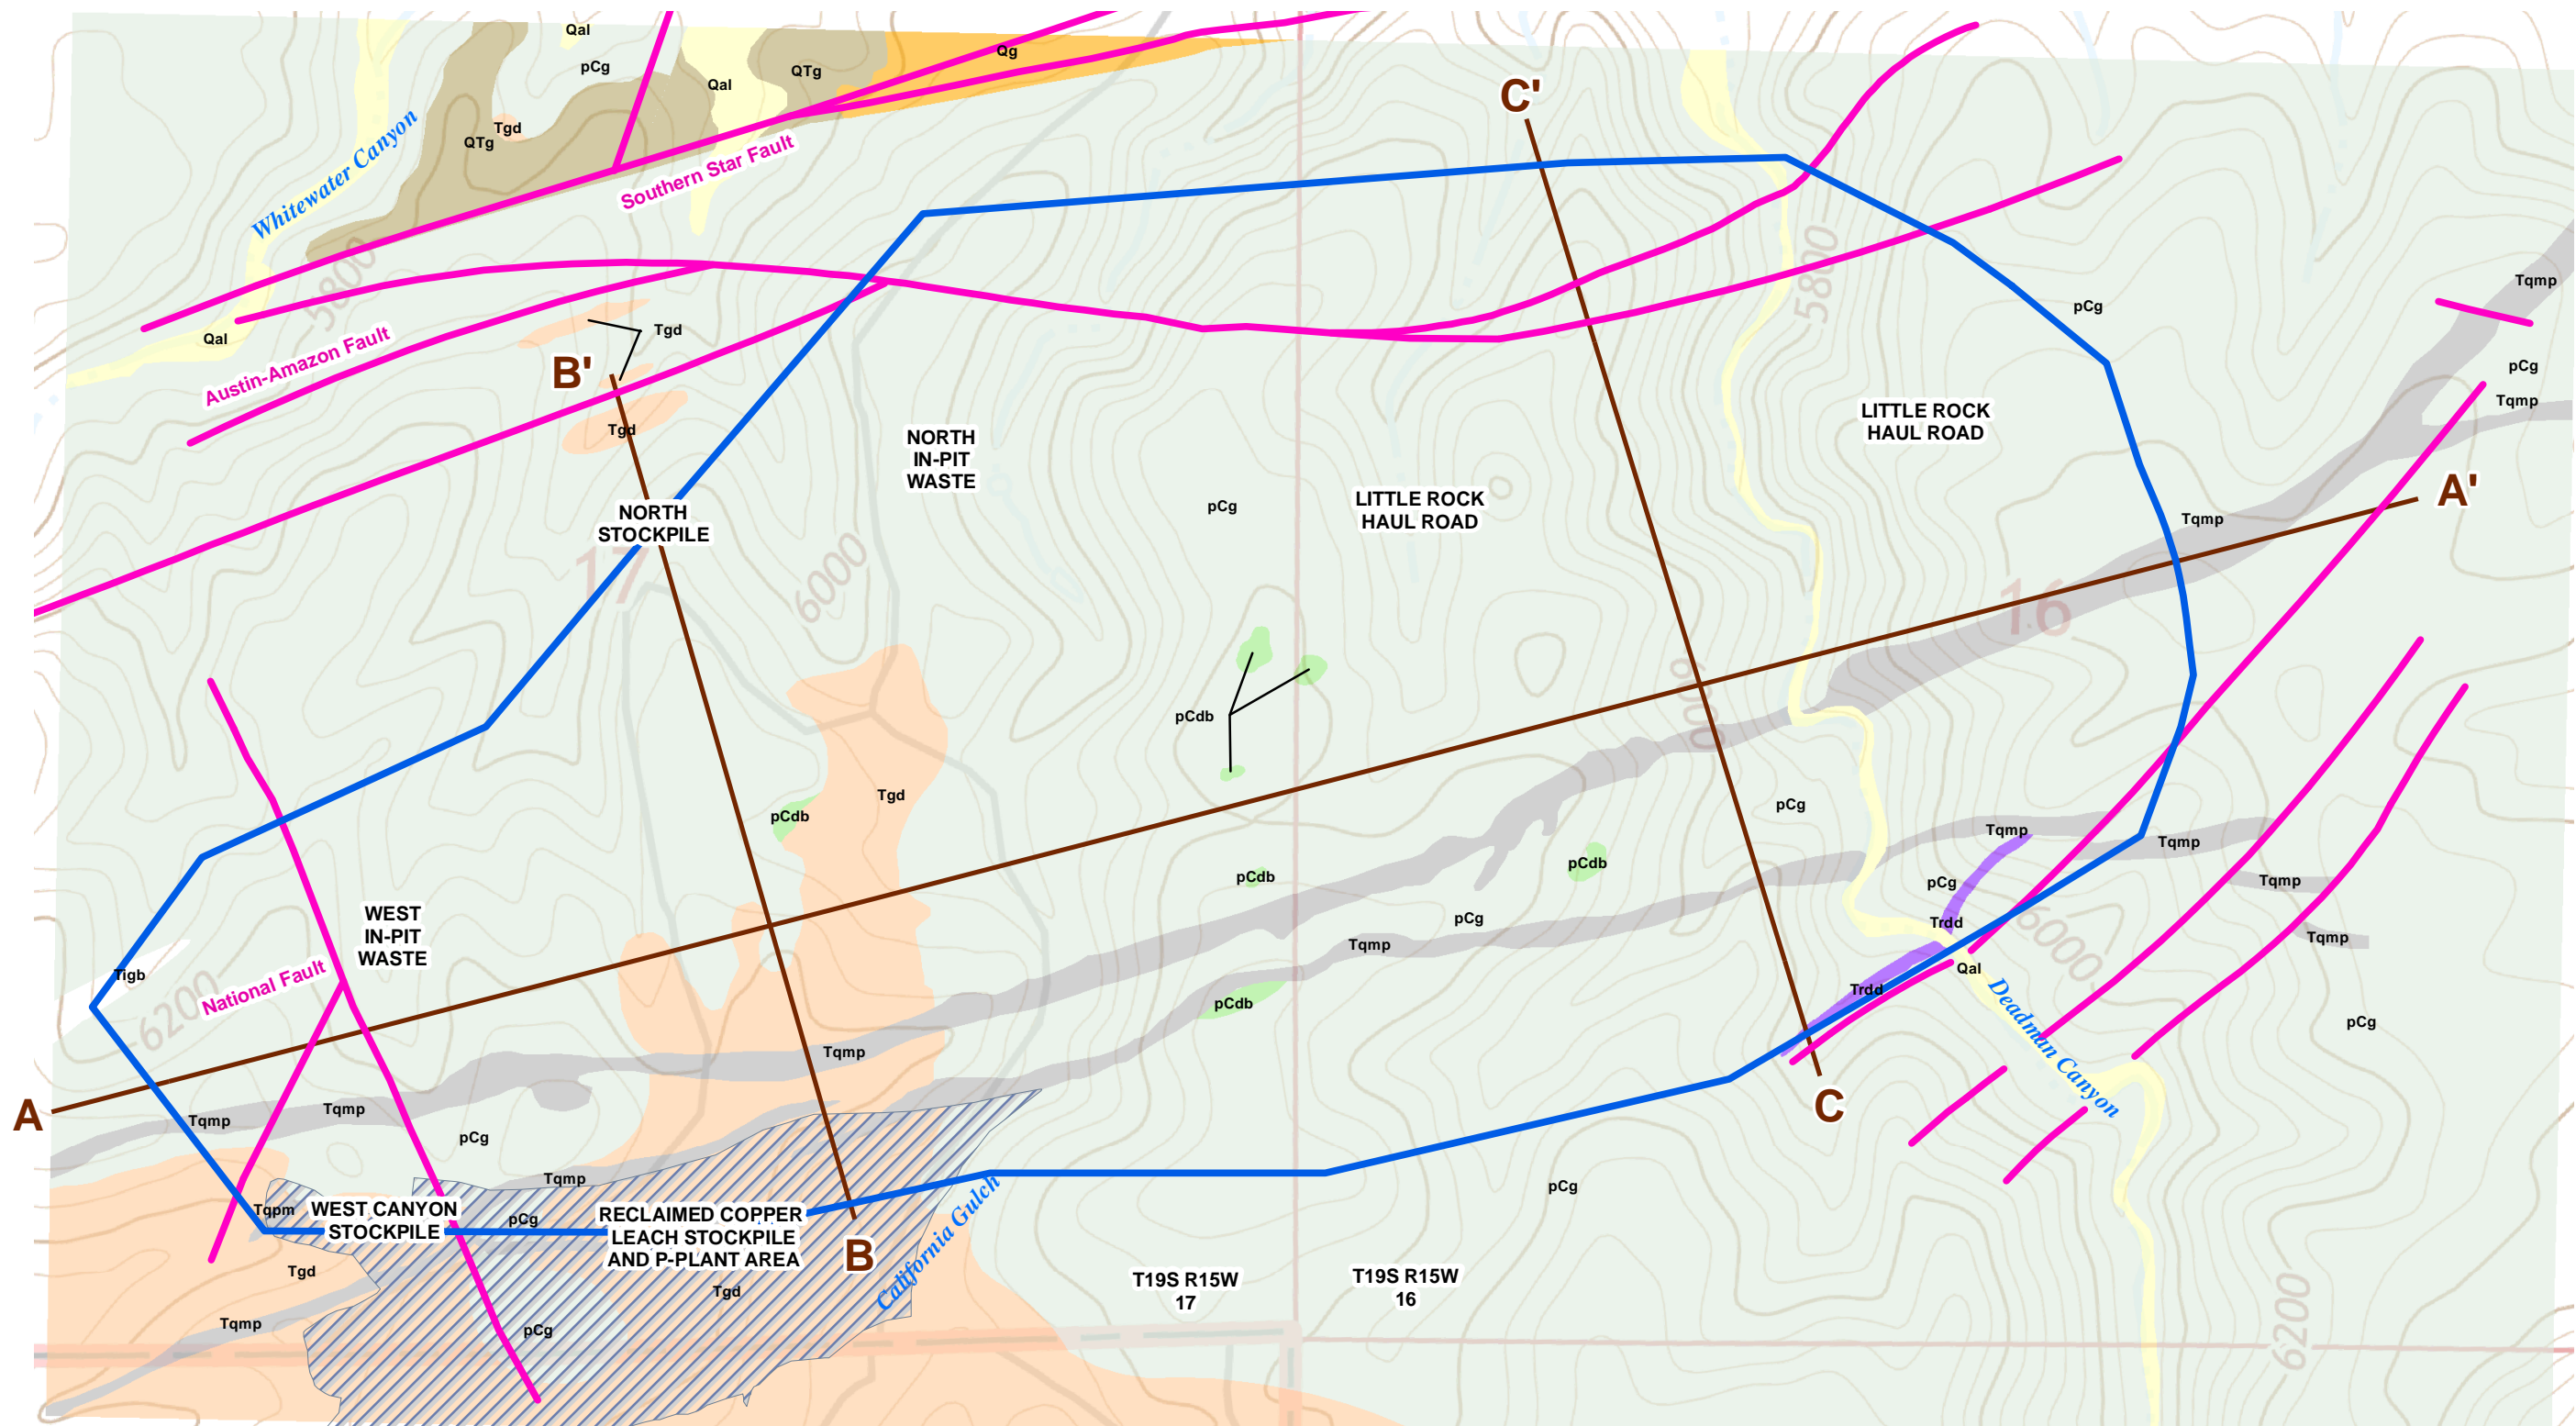 Qal
Qg
pCg
QTg
Qal
C'
Tgd
QTg
Whitewater Canyon
Southern Star Fault
5800
5800
Tqmp
pCg
Qal
Tgd
Austin-Amazon Fault
B'
pCg
Tqmp
LITTLE ROCK
HAUL ROAD
Tgd
NORTH
IN-PIT
WASTE
A'
pCg
LITTLE ROCK
HAUL ROAD
NORTH
STOCKPILE
Tqmp
17
6000
16
6000
pCdb
Tgd
pCg
pCdb
Tqmp
Tqmp
pCdb
pCdb
Tqmp
pCg
WEST
IN-PIT
WASTE
pCg
Trdd
Tqmp
Tqmp
6000
Tigb
National Fault
6200
Qal
Trdd
pCdb
Deadman Canyon
pCg
Tqmp
A
Tqmp
Tqmp
C
pCg
Tqmp
pCg
California Gulch
Tqpm
WEST CANYON
STOCKPILE
pCg
RECLAIMED COPPER
LEACH STOCKPILE
AND P-PLANT AREA
B
Tgd
Tgd
T19S R15W
17
T19S R15W
16
Tqmp
pCg
6200